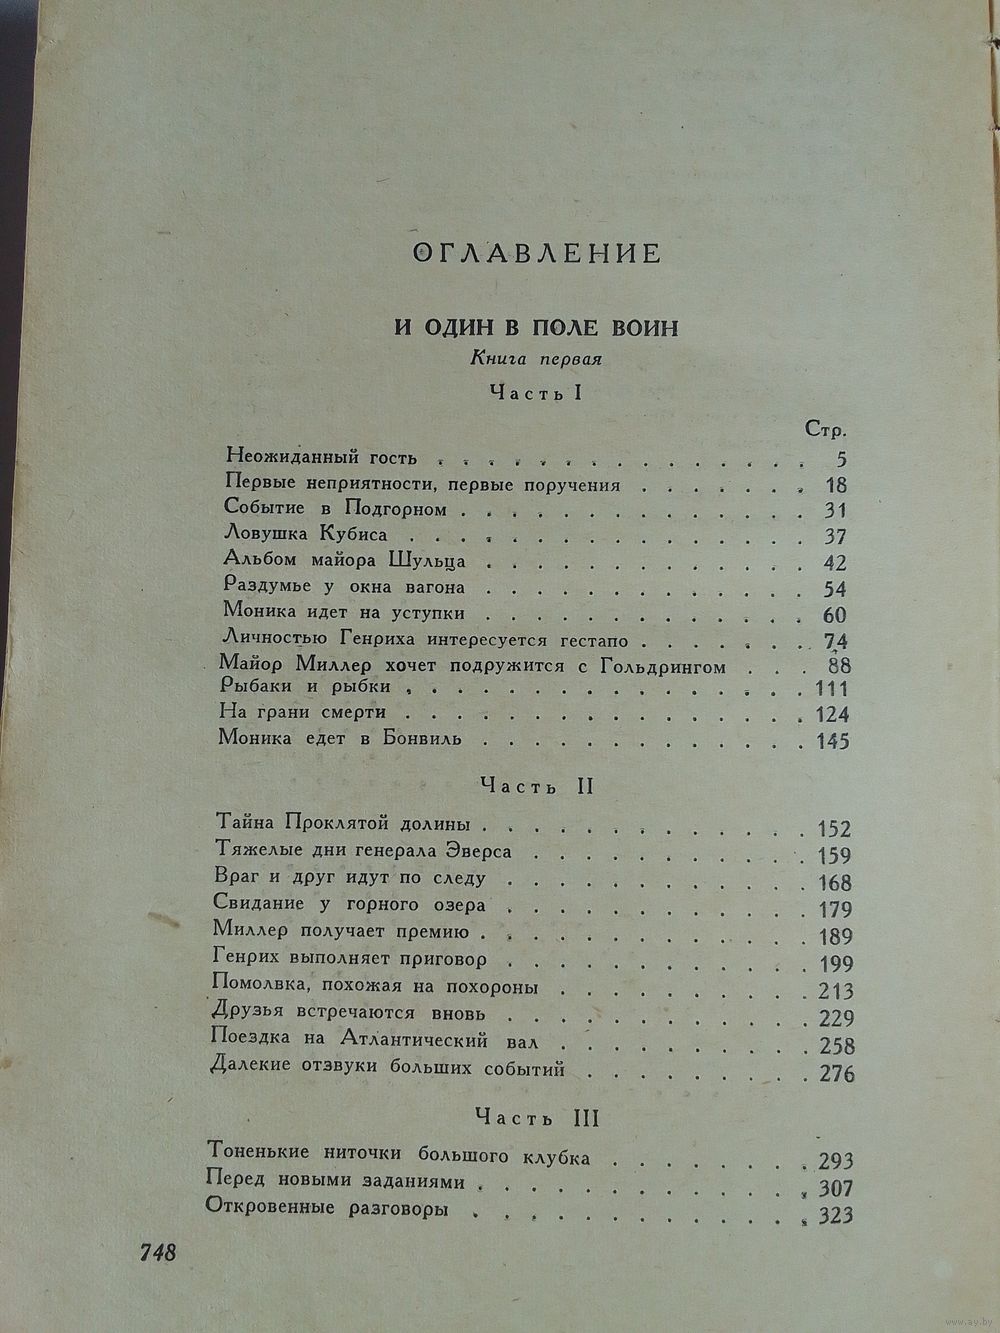 ОГЛАВЛЕНИЕ
И ОДИН В ПОЛЕ ВОИН
Книга первая
Часть I
Стр.
Неожиданный гость . . . . . . . . . . . . . . . 5
Первые неприятности, первые поручения . . . . . . . 18
Событие в Подгорном . . . . . . . . . . . . . . 31
Ловушка Кубиса . . . . . . . . . . . . . . . . 37
Альбом майора Шульца . . . . . . . . . . . . . 42
Раздумье у окна вагона . . . . . . . . . . . . . 54
Моника идет на уступки . . . . . . . . . . . . . 60
Личностью Генриха интересуется гестапо . . . . . . . 74
Майор Миллер хочет подружится с Гольдрингом . . . 88
Рыбаки и рыбки . . . . . . . . . . . . . . . . 111
На грани смерти . . . . . . . . . . . . . . . . 124
Моника едет в Бонвиль . . . . . . . . . . . . . 145
Часть II
Тайна Проклятой долины . . . . . . . . . . . . . 152
Тяжелые дни генерала Эверса . . . . . . . . . . . 159
Враг и друг идут по следу . . . . . . . . . . . . 168
Свидание у горного озера . . . . . . . . . . . . 179
Миллер получает премию . . . . . . . . . . . . . 189
Генрих выполняет приговор . . . . . . . . . . . . 199
Помолвка, похожая на похороны . . . . . . . . . . 213
Друзья встречаются вновь . . . . . . . . . . . . 229
Поездка на Атлантический вал . . . . . . . . . . 258
Далекие отзвуки больших событий . . . . . . . . . 276
Часть III
Тоненькие ниточки большого клубка . . . . . . . . 293
Перед новыми заданиями . . . . . . . . . . . . . 307
Откровенные разговоры . . . . . . . . . . . . . 323
748
www.ay.by